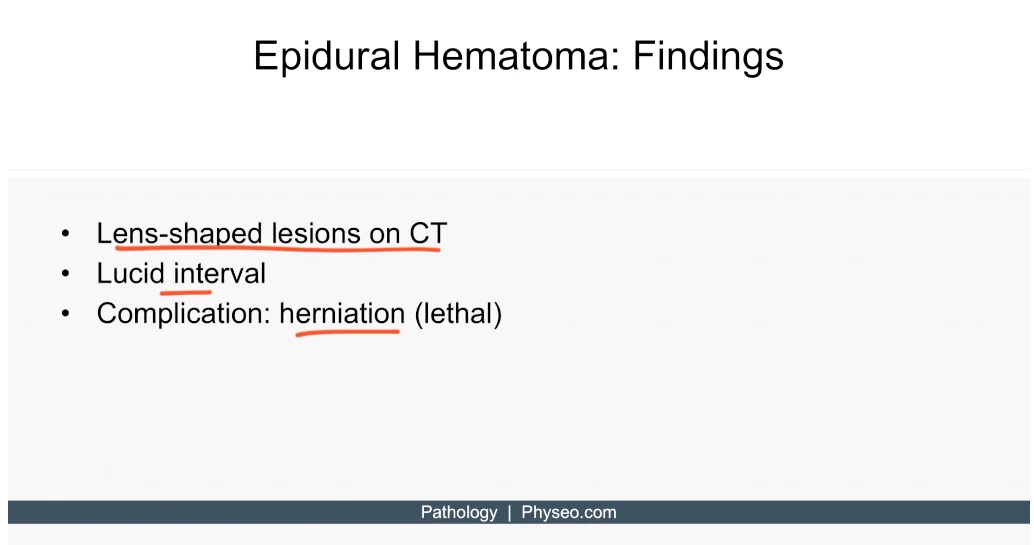 Epidural Hematoma: Findings
• Lens-shaped lesions on CT
• Lucid interval
• Complication: herniation (lethal)
Pathology | Physeo.com